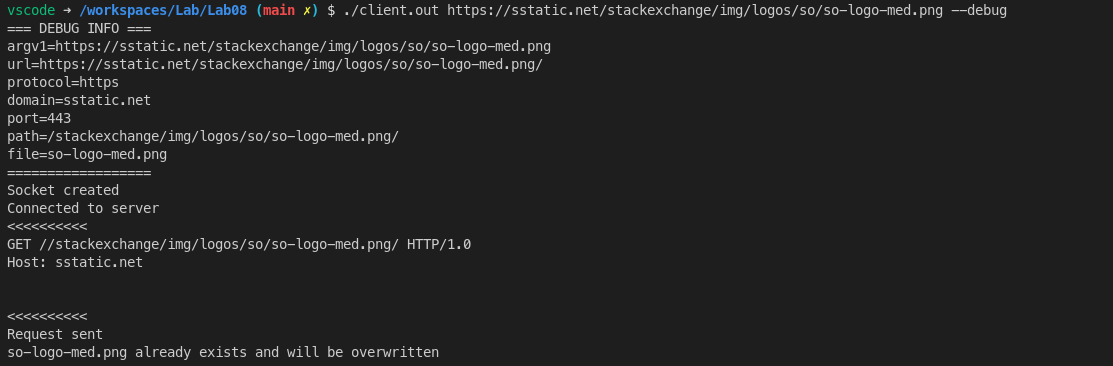 vscode ➜ /workspaces/Lab/Lab08 (main ✗) $ ./client.out https://sstatic.net/stackexchange/img/logos/so/so-logo-med.png --debug
=== DEBUG INFO ===
argv1=https://sstatic.net/stackexchange/img/logos/so/so-logo-med.png
url=https://sstatic.net/stackexchange/img/logos/so/so-logo-med.png/
protocol=https
domain=sstatic.net
port=443
path=/stackexchange/img/logos/so/so-logo-med.png/
file=so-logo-med.png
==================
Socket created
Connected to server
<<<<<<<<<<
GET //stackexchange/img/logos/so/so-logo-med.png/ HTTP/1.0
Host: sstatic.net
<<<<<<<<<<
Request sent
so-logo-med.png already exists and will be overwritten